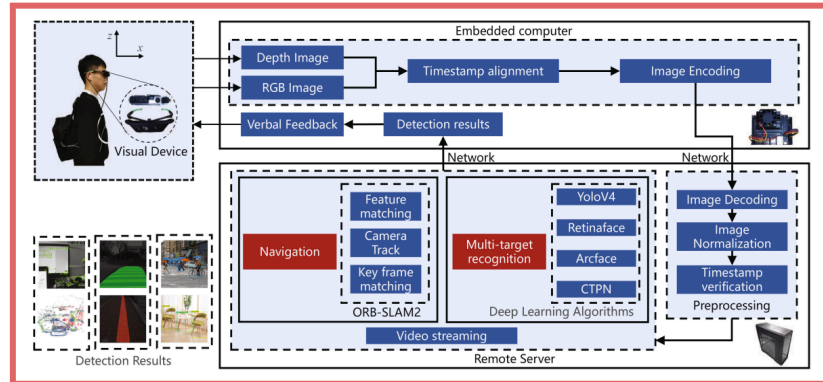 Embedded computer
z
x
Visual Device
Depth Image
RGB Image
Timestamp alignment
Image Encoding
Verbal Feedback
Detection results
Network
Network
Navigation
Feature
matching
Camera
Track
Key frame
matching
ORB-SLAM2
Multi-target
recognition
YoloV4
Retinaface
Arcface
CTPN
Deep Learning Algorithms
Image Decoding
Image
Normalization
Timestamp
verification
Preprocessing
Video streaming
Remote Server
Detection Results